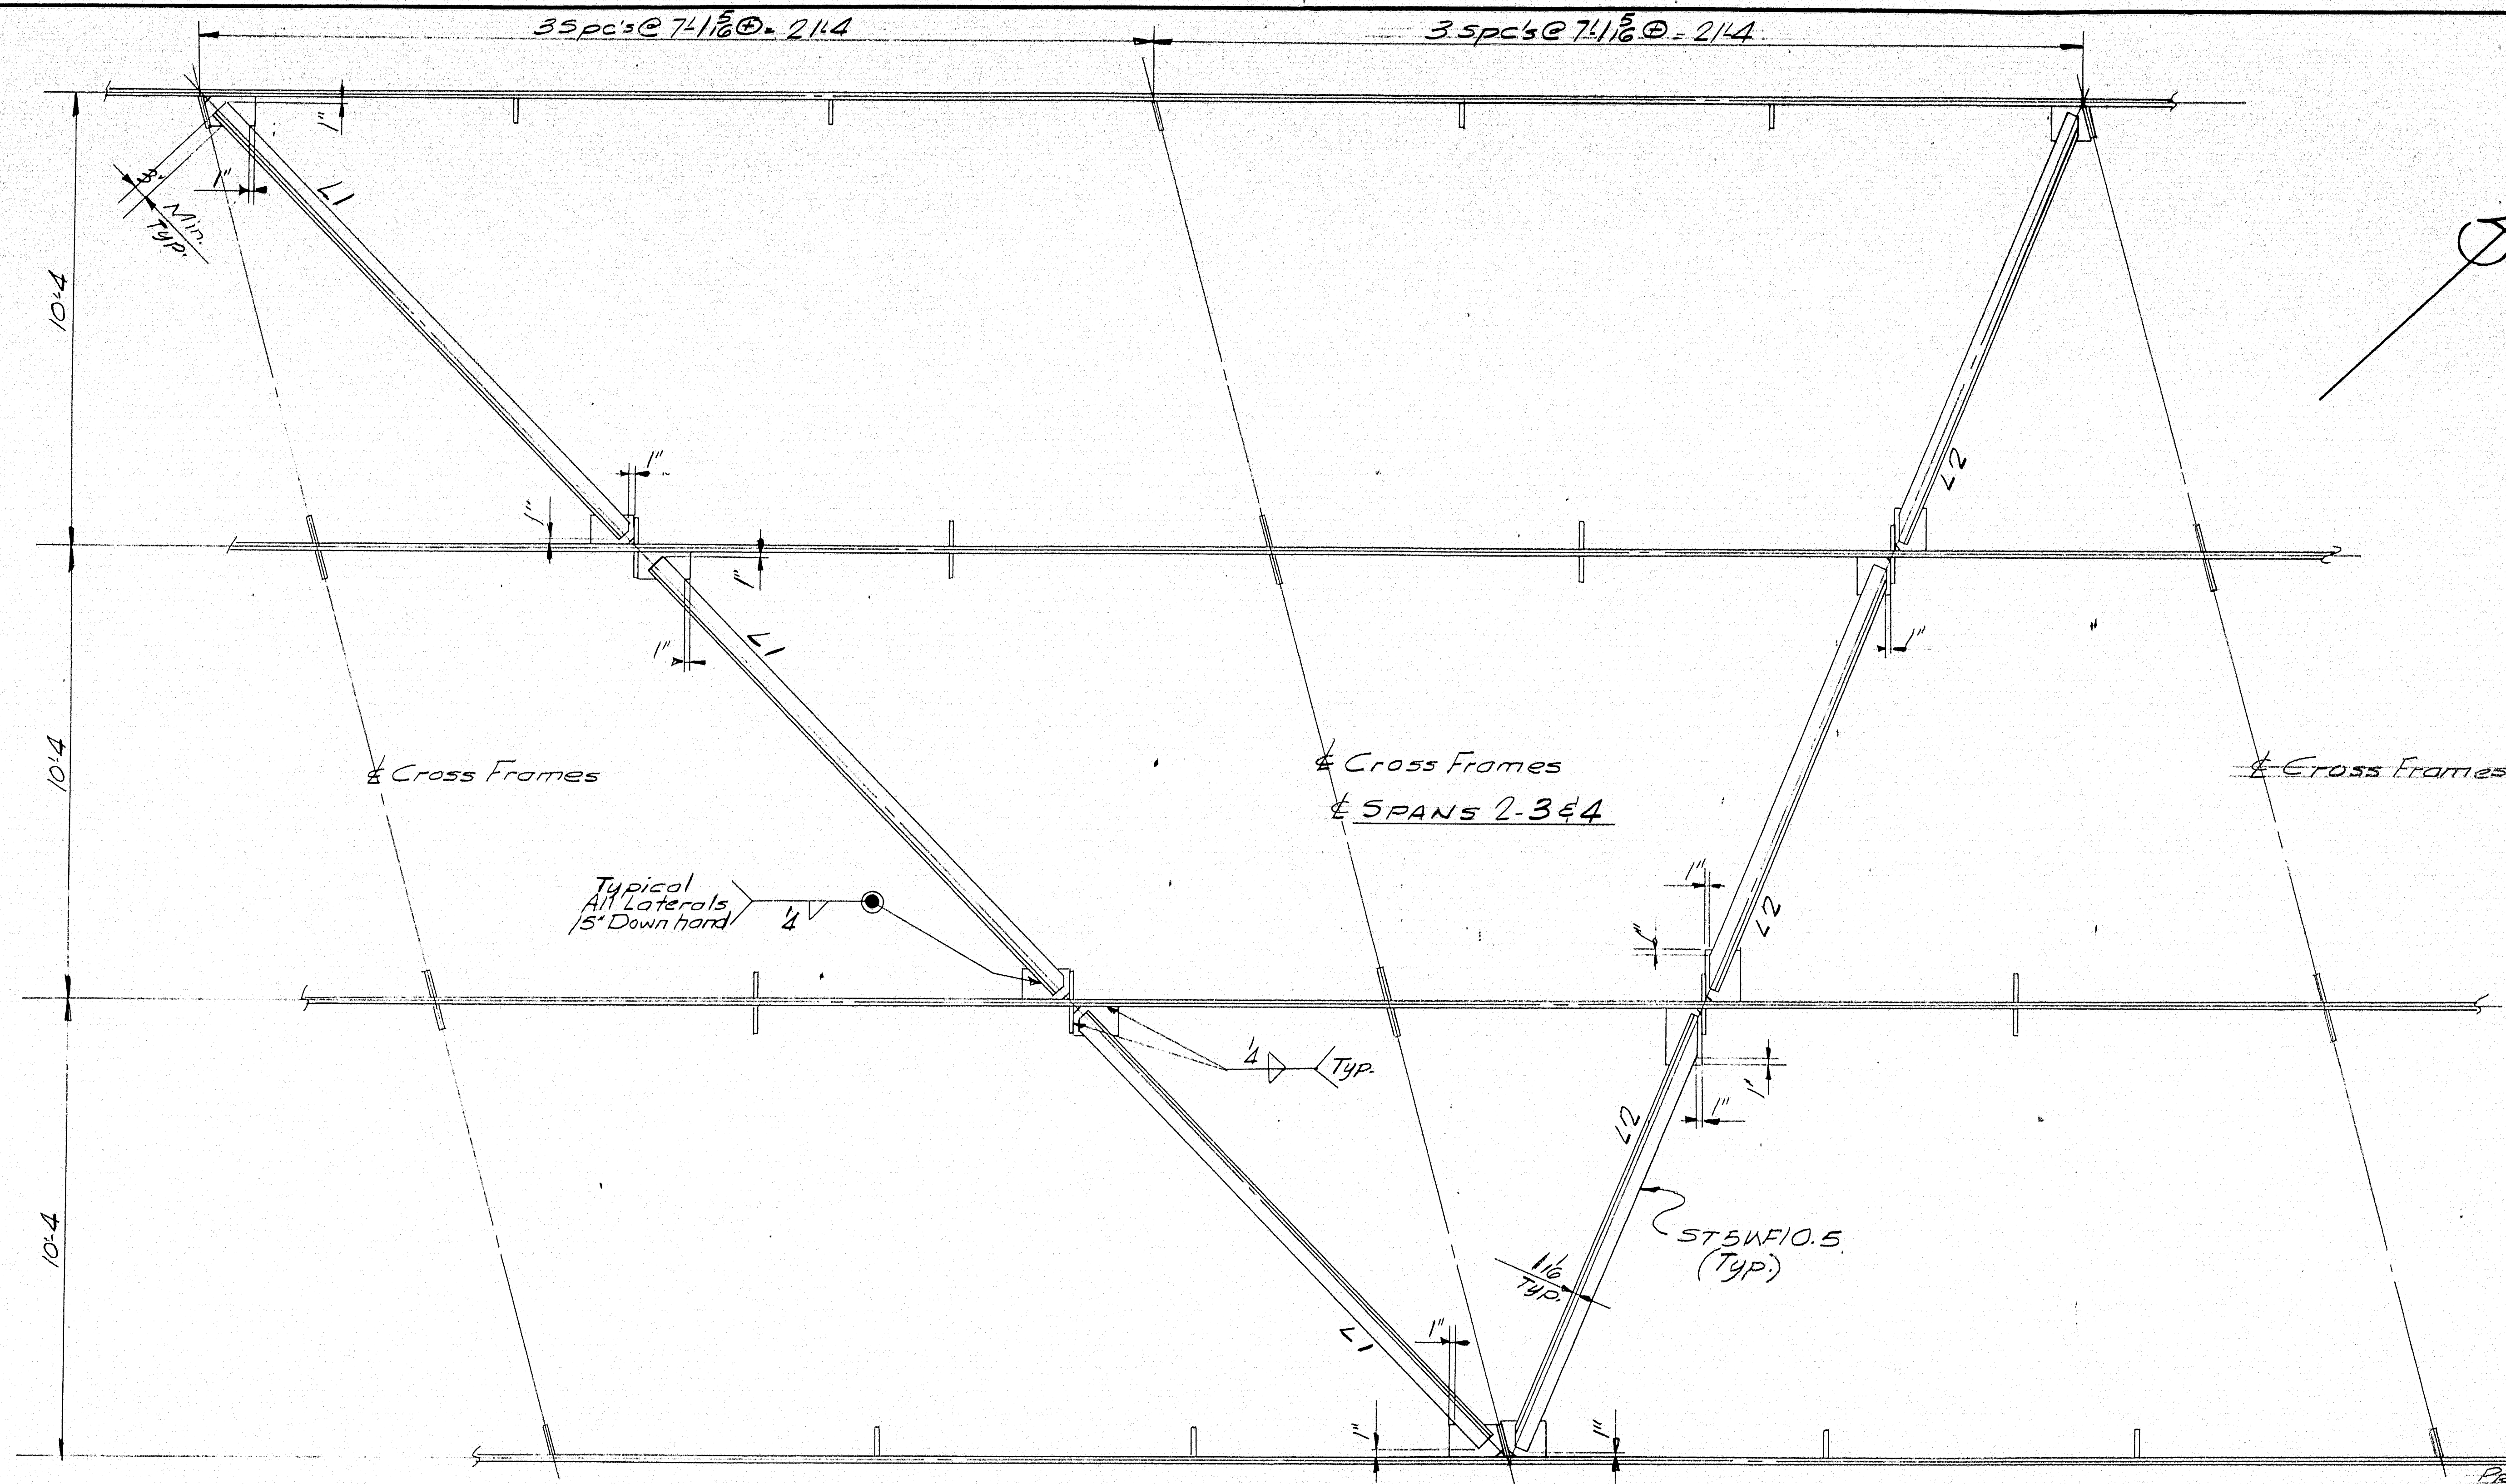 3 Spc's @ 7'-1 5/16 ⊕ = 21'-4
3 Spc's @ 7'-1 5/16 ⊕ = 21'-4
1"
3"
Min.
Typ.
1"
L1
10'-4
1"
1"
L2
1"
1"
L1
1"
10'-4
℄ Cross Frames
℄ Cross Frames
℄ SPANS 2-3 & 4
℄ Cross Frames
Typical
All Laterals
15" Down hand
1/4
1"
1"
L2
1/4
Typ.
1"
1"
L2
10'-4
ST5WF10.5
(Typ.)
1 1/16
Typ.
L1
1"
1"
1"